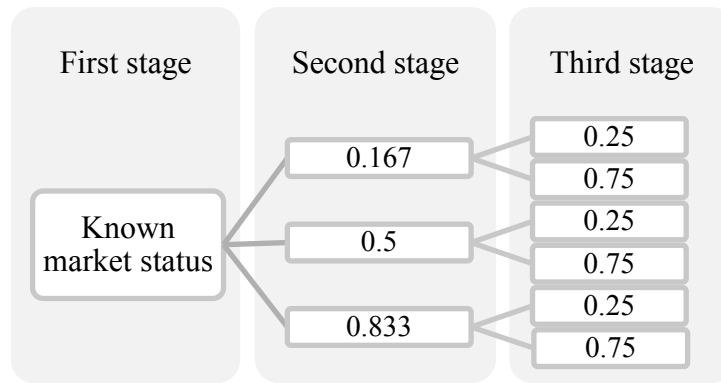 First stage
Second stage
Third stage
Known
market status
0.167
0.5
0.833
0.25
0.75
0.25
0.75
0.25
0.75